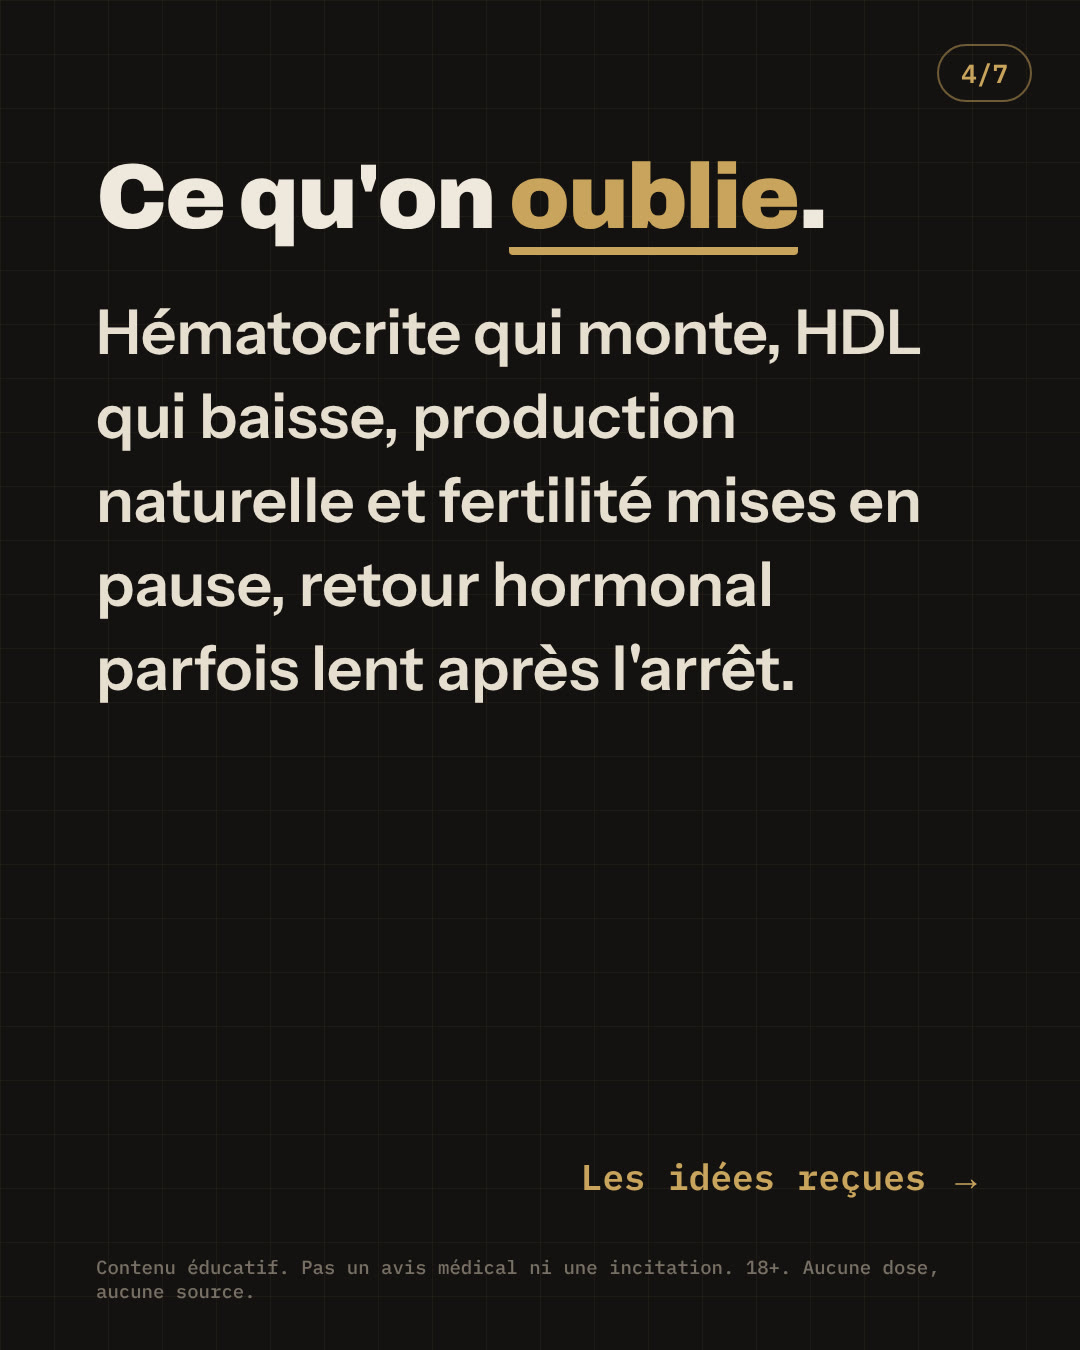 4/7
Ce qu'on oublie.
Hématocrite qui monte, HDL
qui baisse, production
naturelle et fertilité mises en
pause, retour hormonal
parfois lent après l'arrêt.
Les idées reçues →
Contenu éducatif. Pas un avis médical ni une incitation. 18+. Aucune dose,
aucune source.